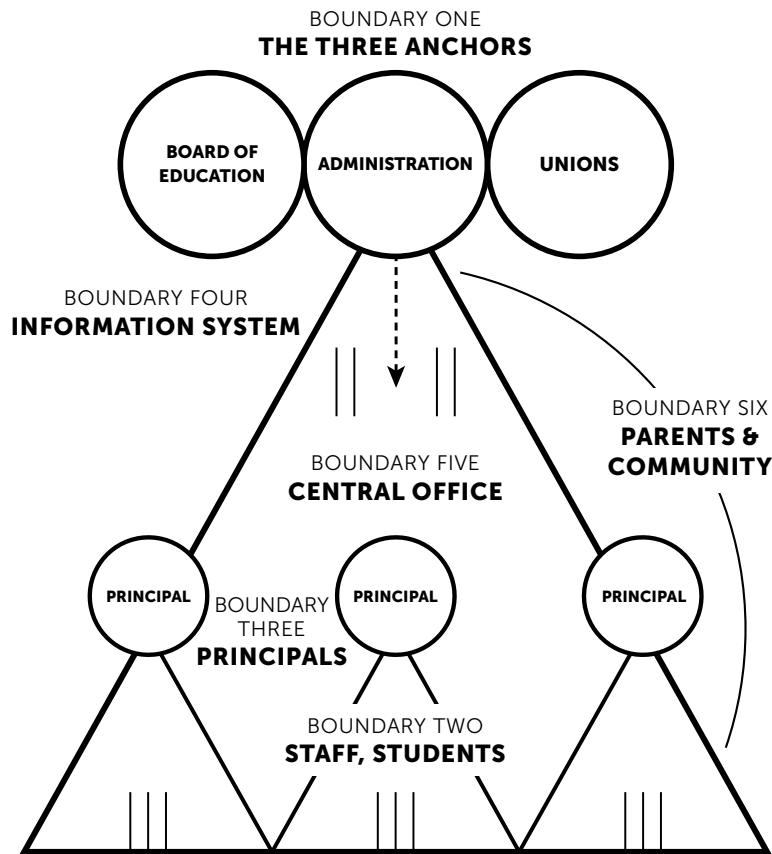 BOUNDARY ONE
THE THREE ANCHORS
BOARD OF
EDUCATION
ADMINISTRATION
UNIONS
BOUNDARY FOUR
INFORMATION SYSTEM
BOUNDARY SIX
PARENTS &
COMMUNITY
BOUNDARY FIVE
CENTRAL OFFICE
PRINCIPAL
BOUNDARY
THREE
PRINCIPALS
PRINCIPAL
PRINCIPAL
BOUNDARY TWO
STAFF, STUDENTS